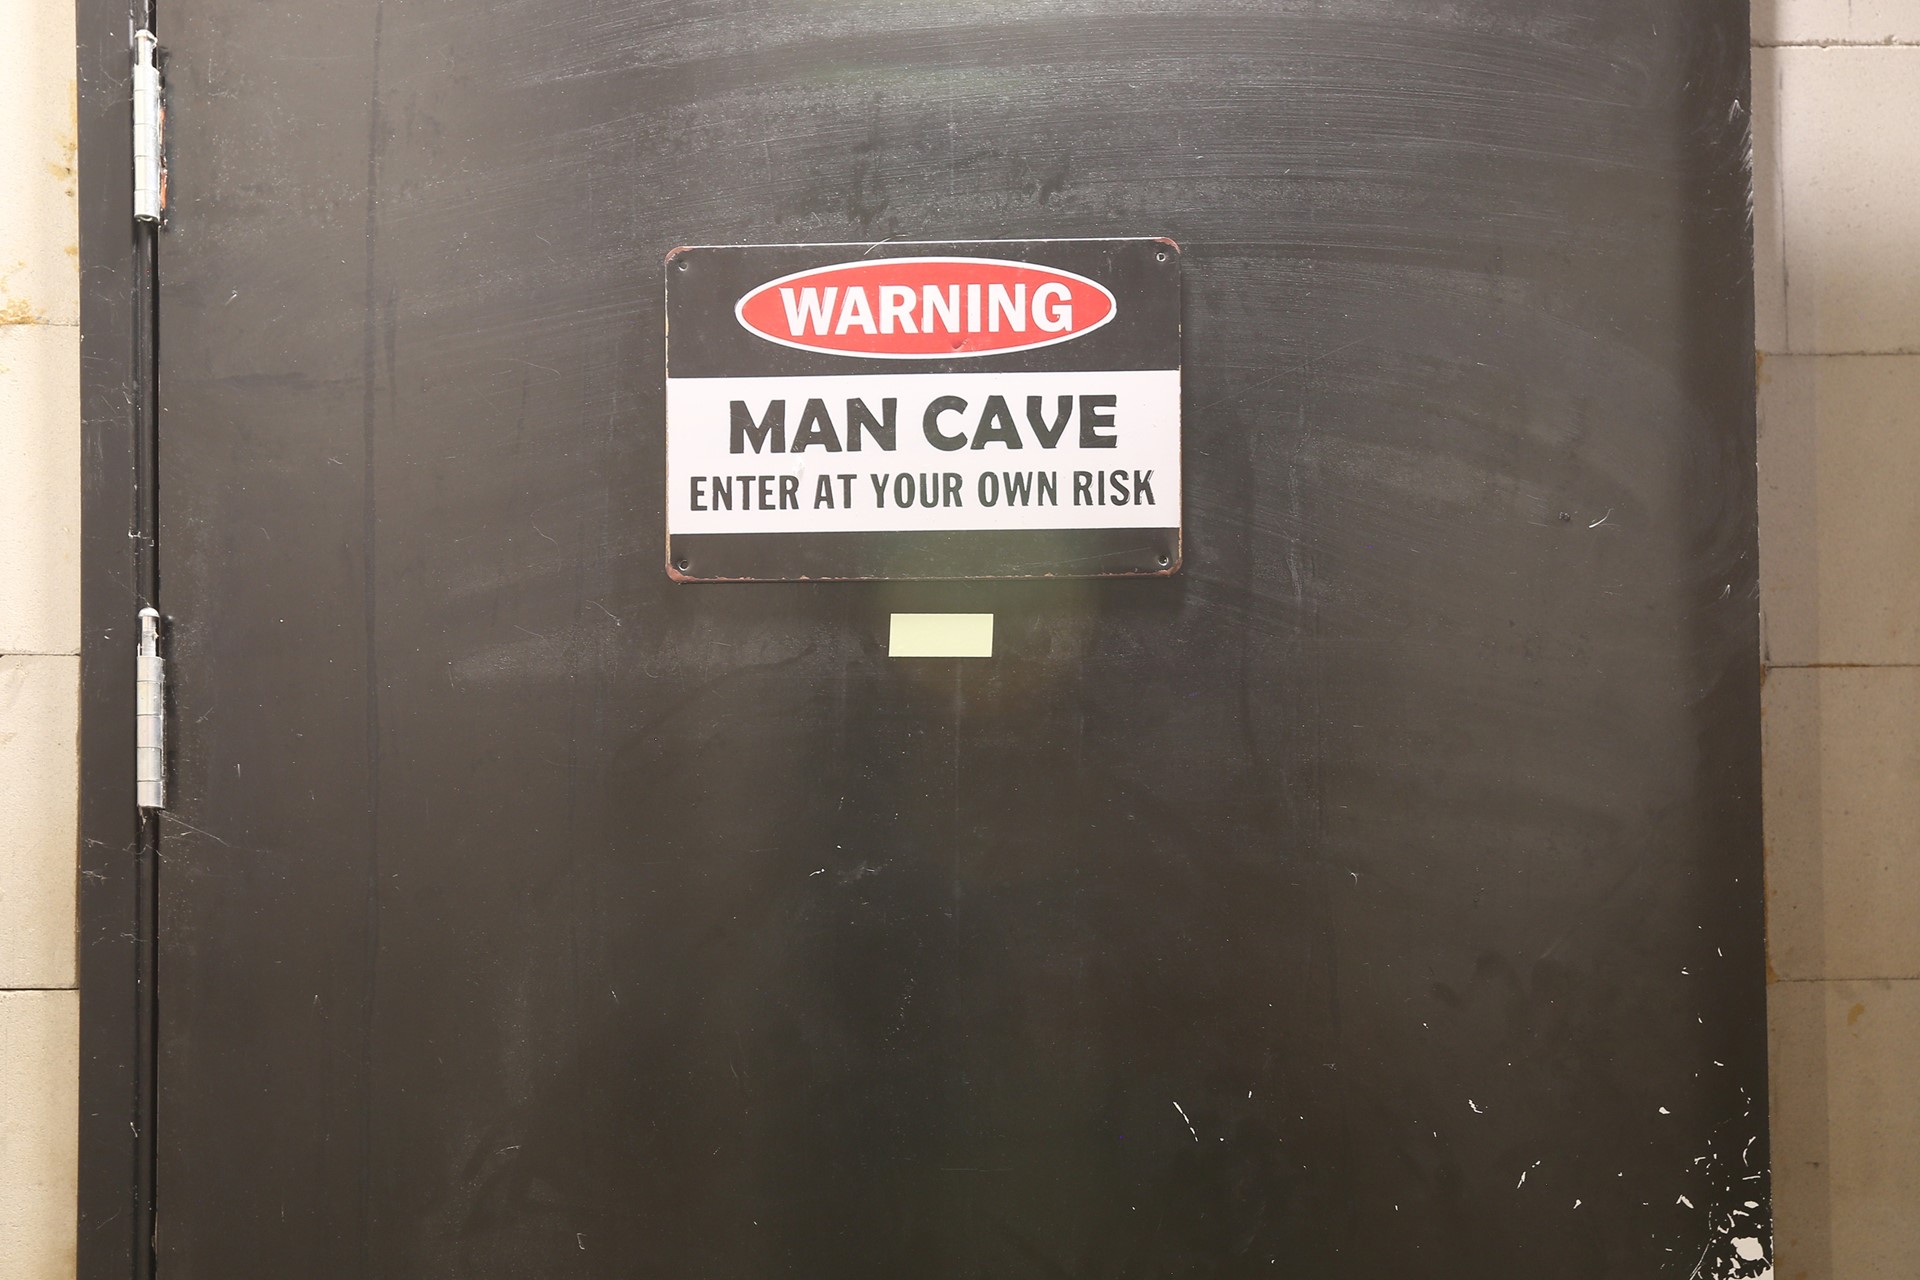 WARNING
MAN CAVE
ENTER AT YOUR OWN RISK